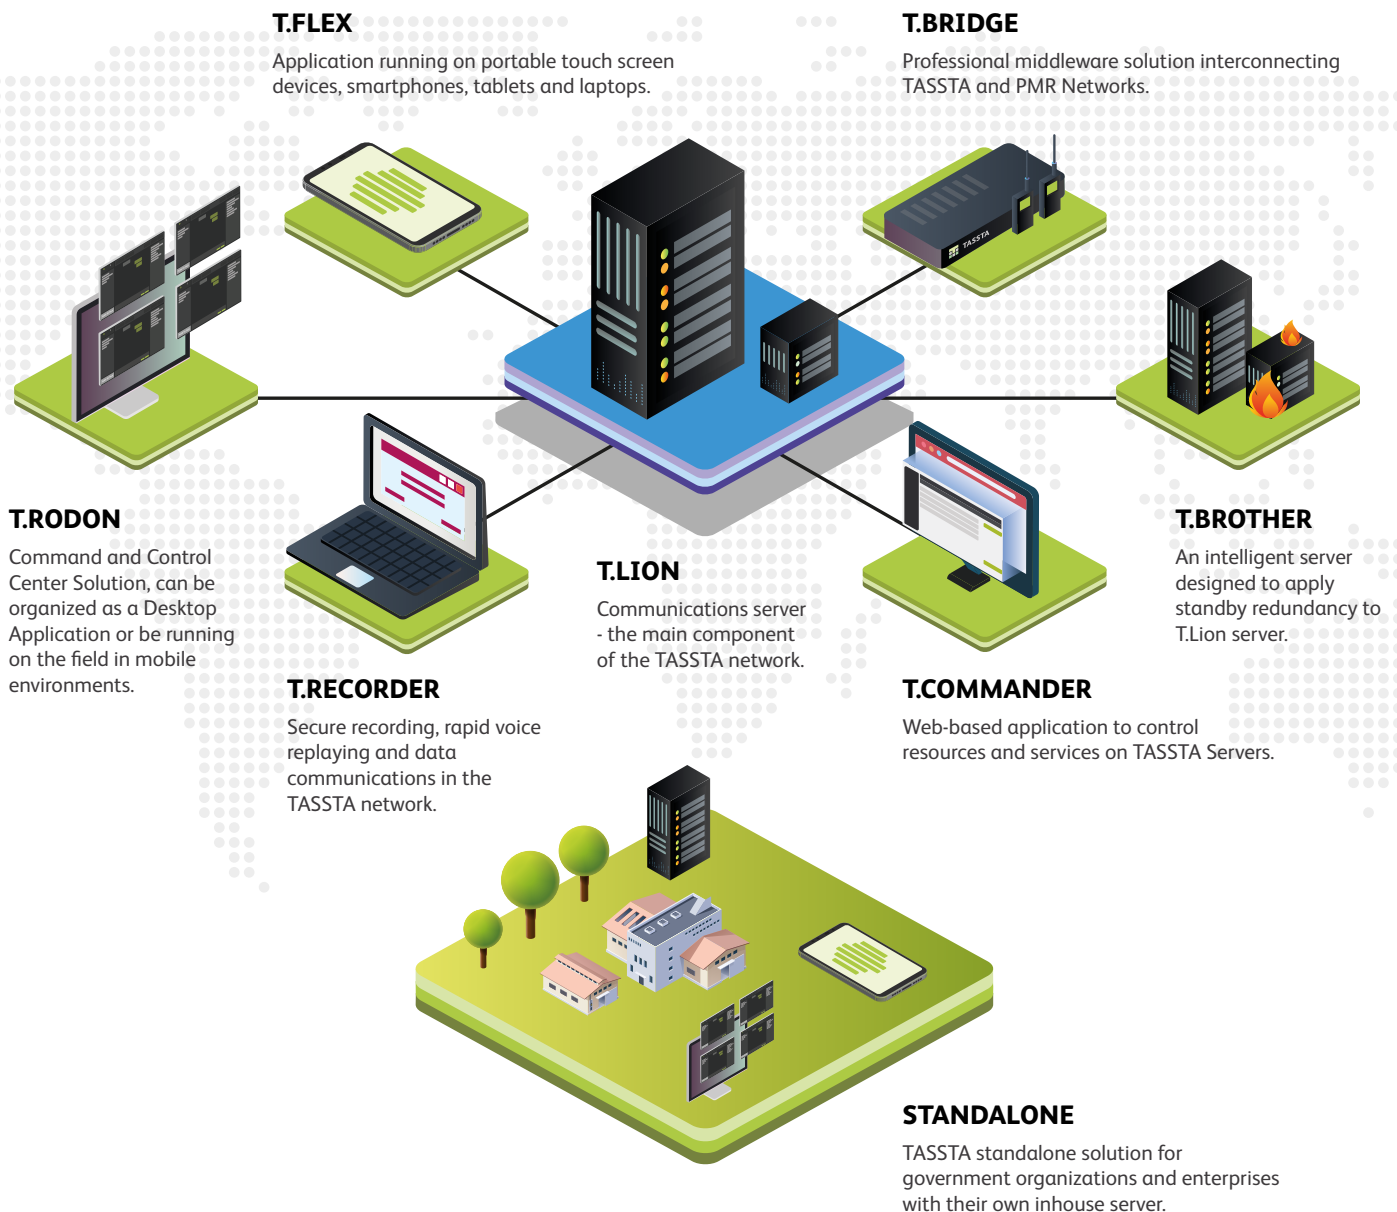 T.FLEX
Application running on portable touch screen
devices, smartphones, tablets and laptops.
T.BRIDGE
Professional middleware solution interconnecting
TASSTA and PMR Networks.
TASSTA
T.RODON
Command and Control
Center Solution, can be
organized as a Desktop
Application or be running
on the field in mobile
environments.
T.RECORDER
Secure recording, rapid voice
replaying and data
communications in the
TASSTA network.
T.LION
Communications server
- the main component
of the TASSTA network.
T.COMMANDER
Web-based application to control
resources and services on TASSTA Servers.
T.BROTHER
An intelligent server
designed to apply
standby redundancy to
T.Lion server.
STANDALONE
TASSTA standalone solution for
government organizations and enterprises
with their own inhouse server.